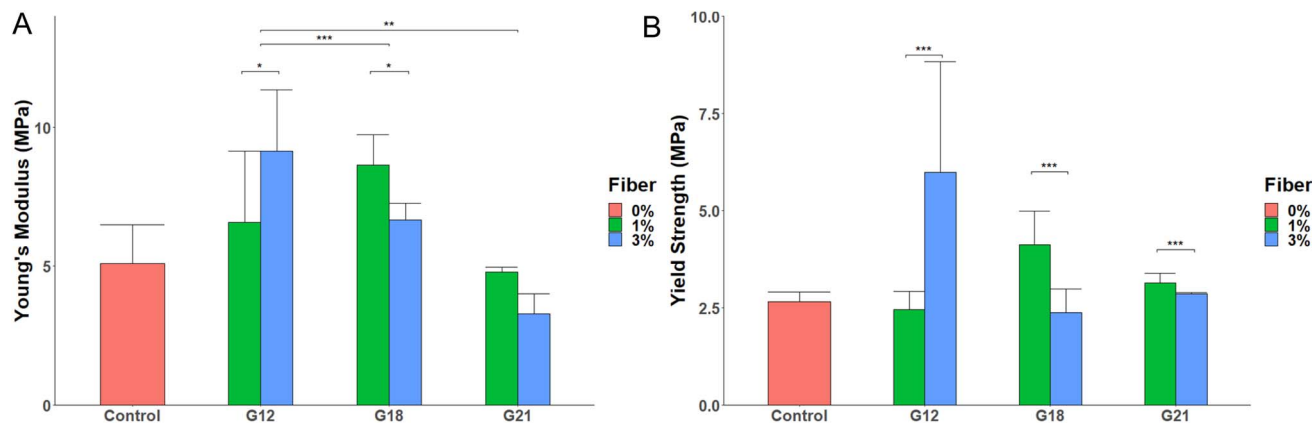 A
Young's Modulus (MPa)
10
5
0
**
***
*
*
Control
G12
G18
G21
Fiber
0%
1%
3%
B
Yield Strength (MPa)
10.0
7.5
5.0
2.5
0.0
***
***
***
Control
G12
G18
G21
Fiber
0%
1%
3%